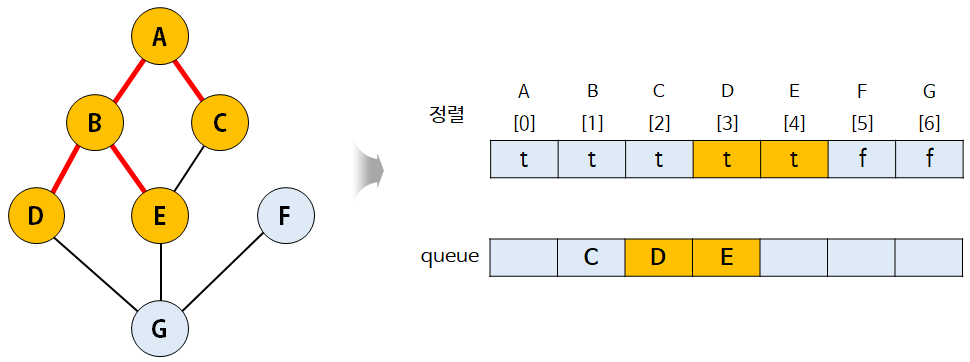 A
B
C
D
E
F
G
A B C D E F G
정렬 [0] [1] [2] [3] [4] [5] [6]
t t t t t f f
queue C D E